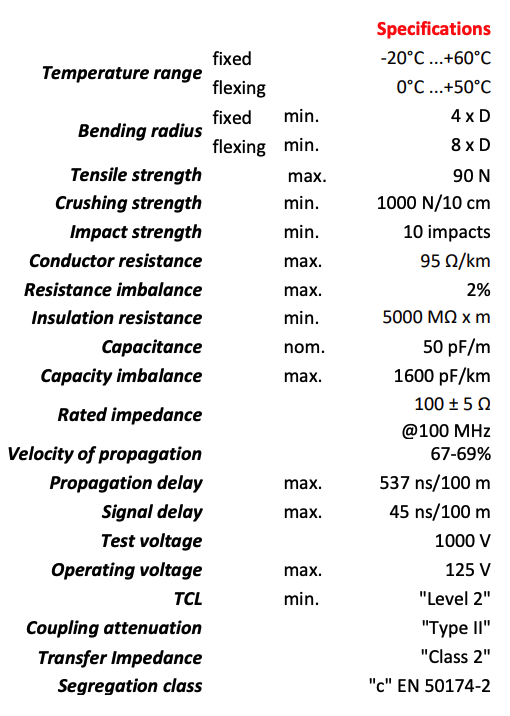 Specifications
Temperature range fixed -20°C ...+60°C
flexing 0°C ...+50°C
Bending radius fixed min. 4 x D
flexing min. 8 x D
Tensile strength max. 90 N
Crushing strength min. 1000 N/10 cm
Impact strength min. 10 impacts
Conductor resistance max. 95 Ω/km
Resistance imbalance max. 2%
Insulation resistance min. 5000 MΩ x m
Capacitance nom. 50 pF/m
Capacity imbalance max. 1600 pF/km
Rated impedance 100 ± 5 Ω
@100 MHz
Velocity of propagation 67-69%
Propagation delay max. 537 ns/100 m
Signal delay max. 45 ns/100 m
Test voltage 1000 V
Operating voltage max. 125 V
TCL min. "Level 2"
Coupling attenuation "Type II"
Transfer Impedance "Class 2"
Segregation class "c" EN 50174-2